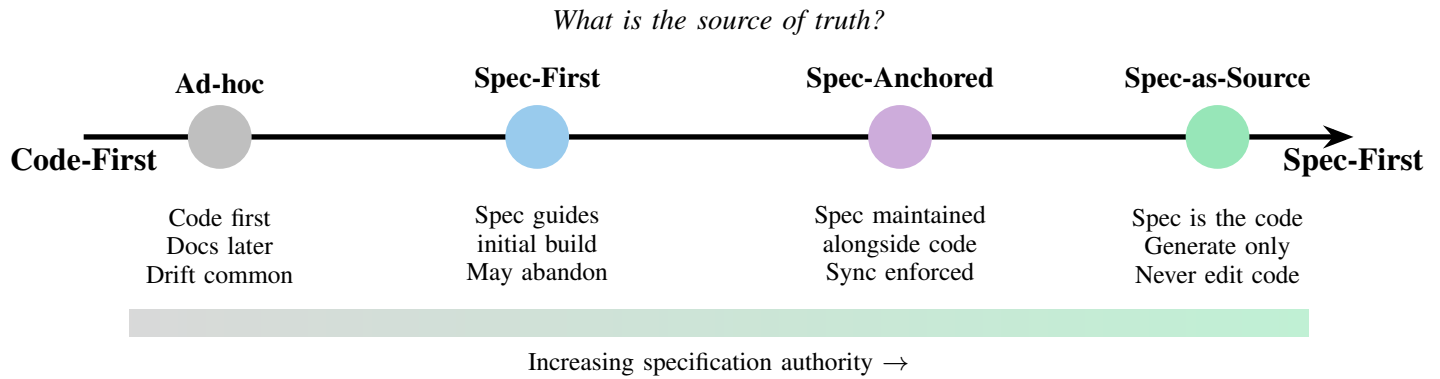 What is the source of truth?
Ad-hoc
Spec-First
Spec-Anchored
Spec-as-Source
Code-First
Spec-First
Code first
Docs later
Drift common
Spec guides
initial build
May abandon
Spec maintained
alongside code
Sync enforced
Spec is the code
Generate only
Never edit code
Increasing specification authority →